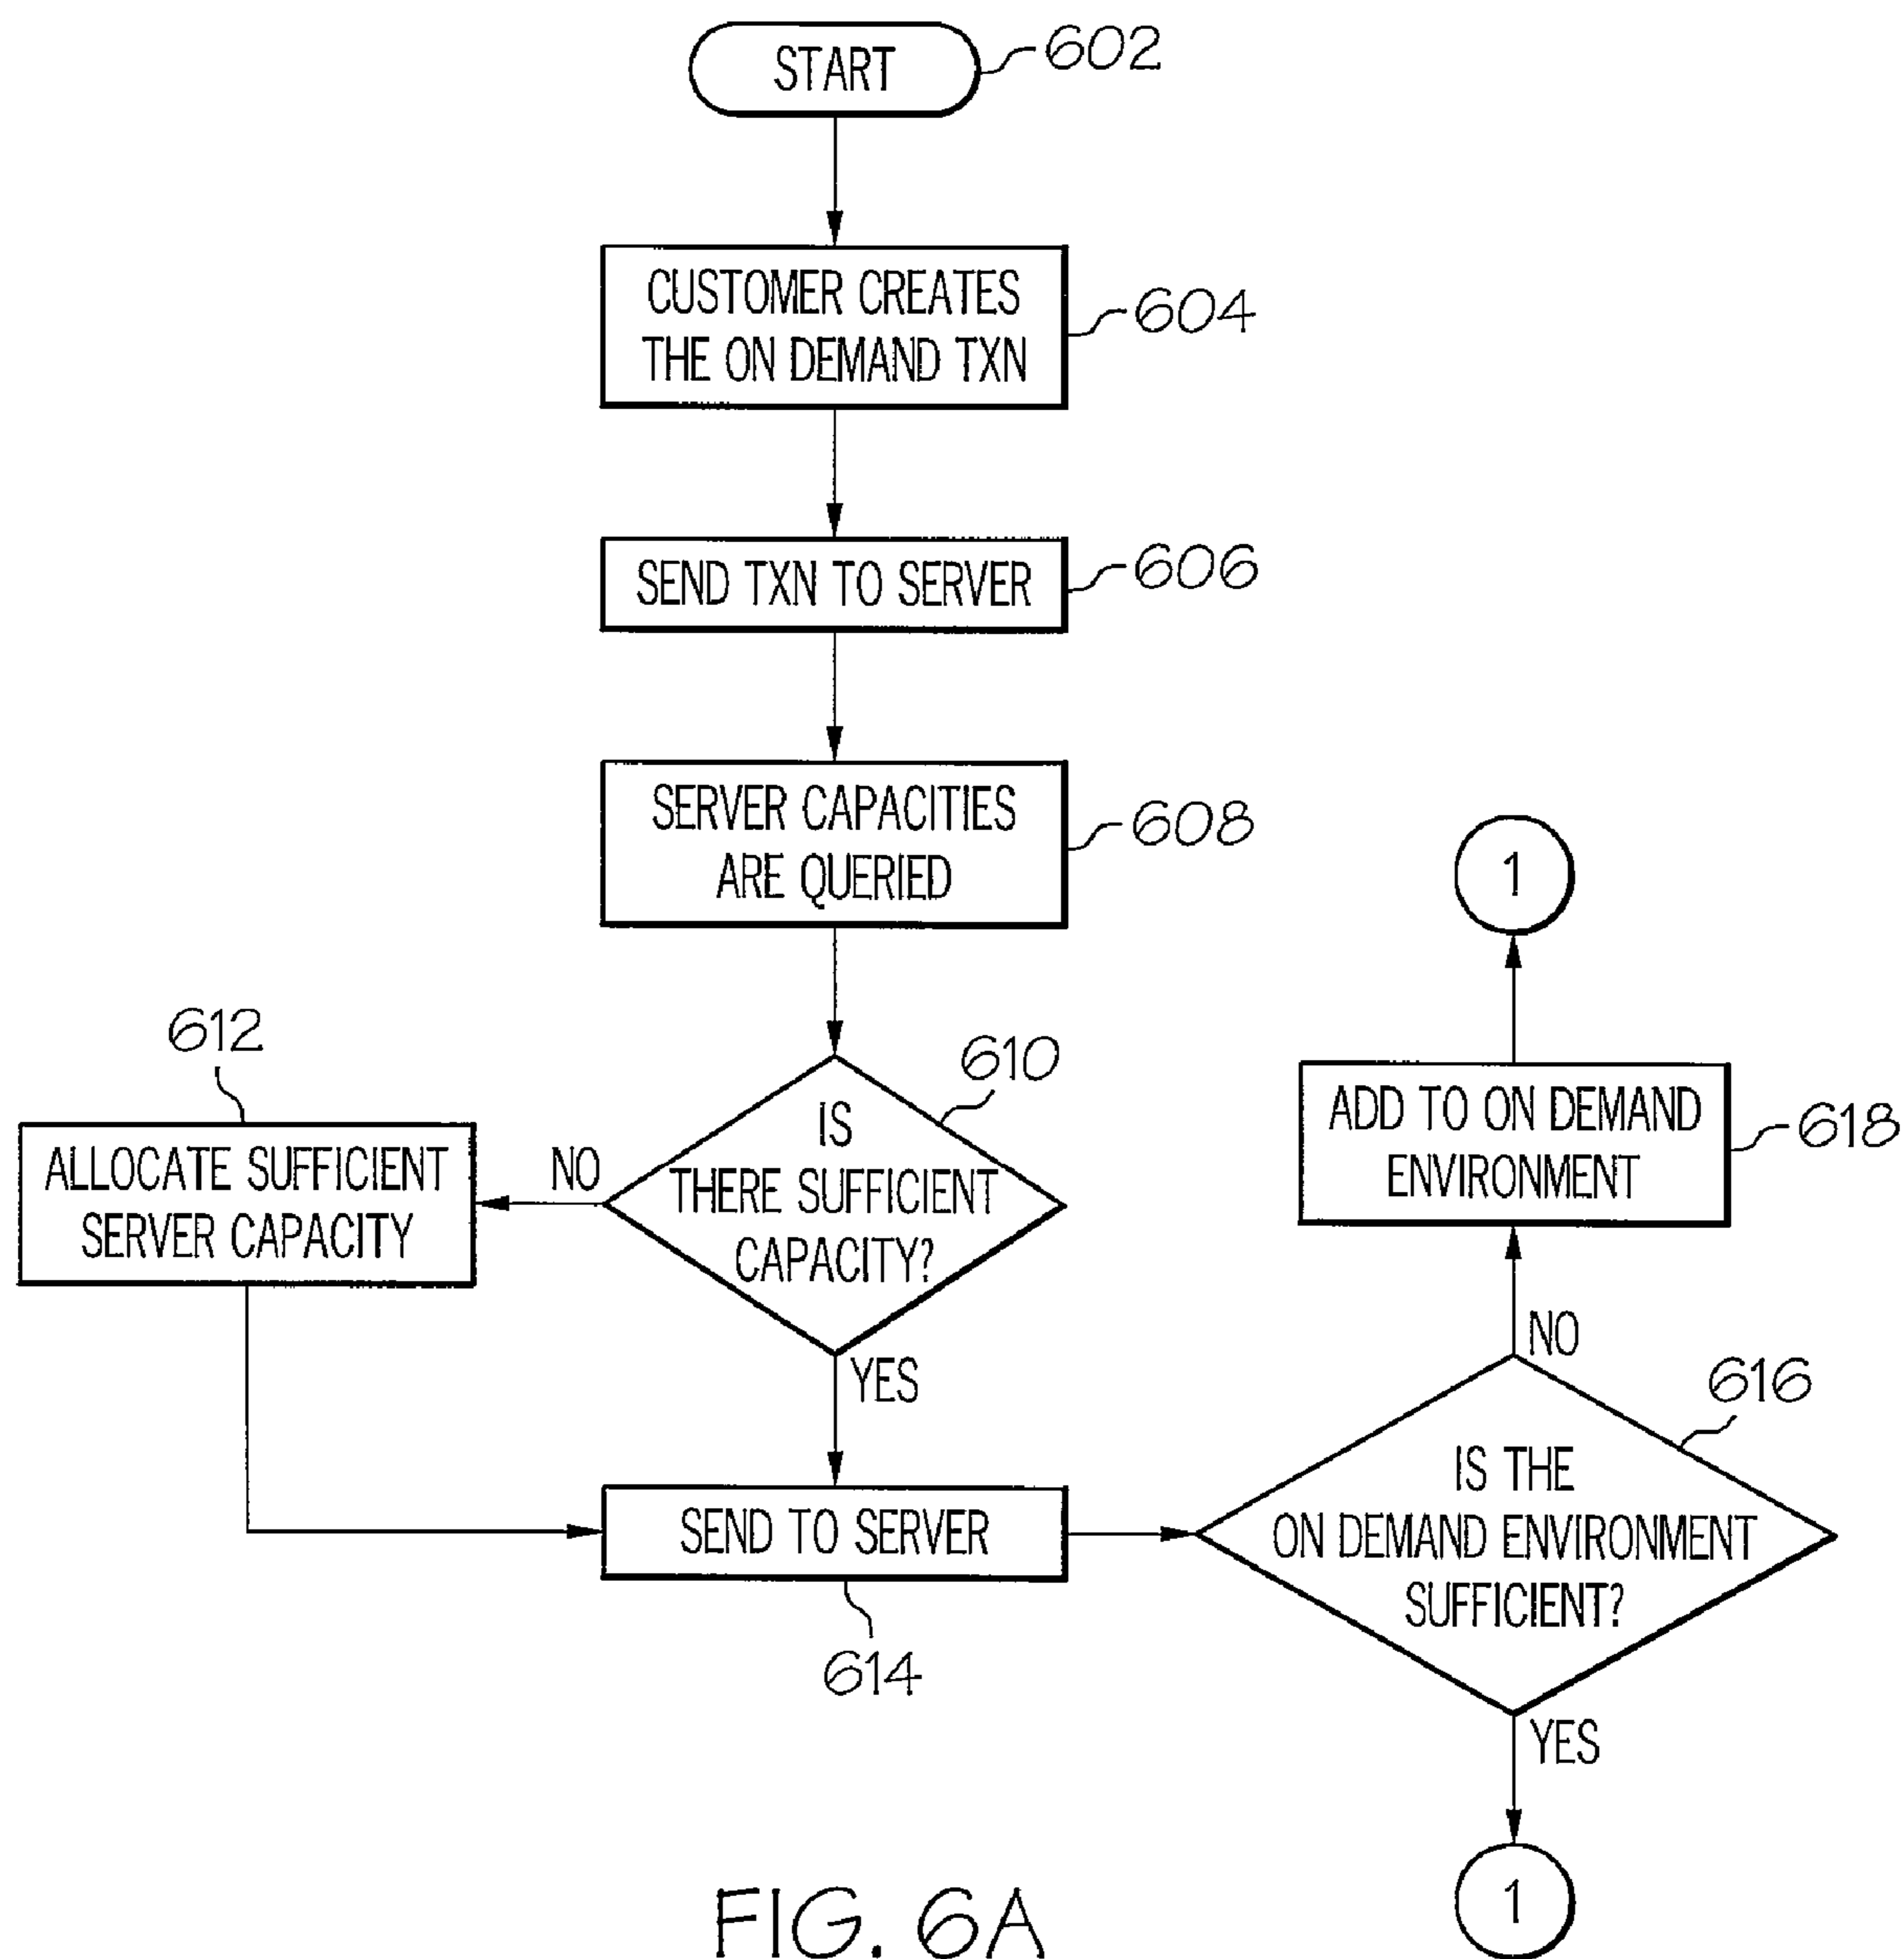 START
602
CUSTOMER CREATES
THE ON DEMAND TXN
604
SEND TXN TO SERVER
606
SERVER CAPACITIES
ARE QUERIED
608
1
612
610
ALLOCATE SUFFICIENT
SERVER CAPACITY
NO
IS
THERE SUFFICIENT
CAPACITY?
ADD TO ON DEMAND
ENVIRONMENT
618
YES
NO
616
SEND TO SERVER
614
IS THE
ON DEMAND ENVIRONMENT
SUFFICIENT?
YES
1
FIG. 6A